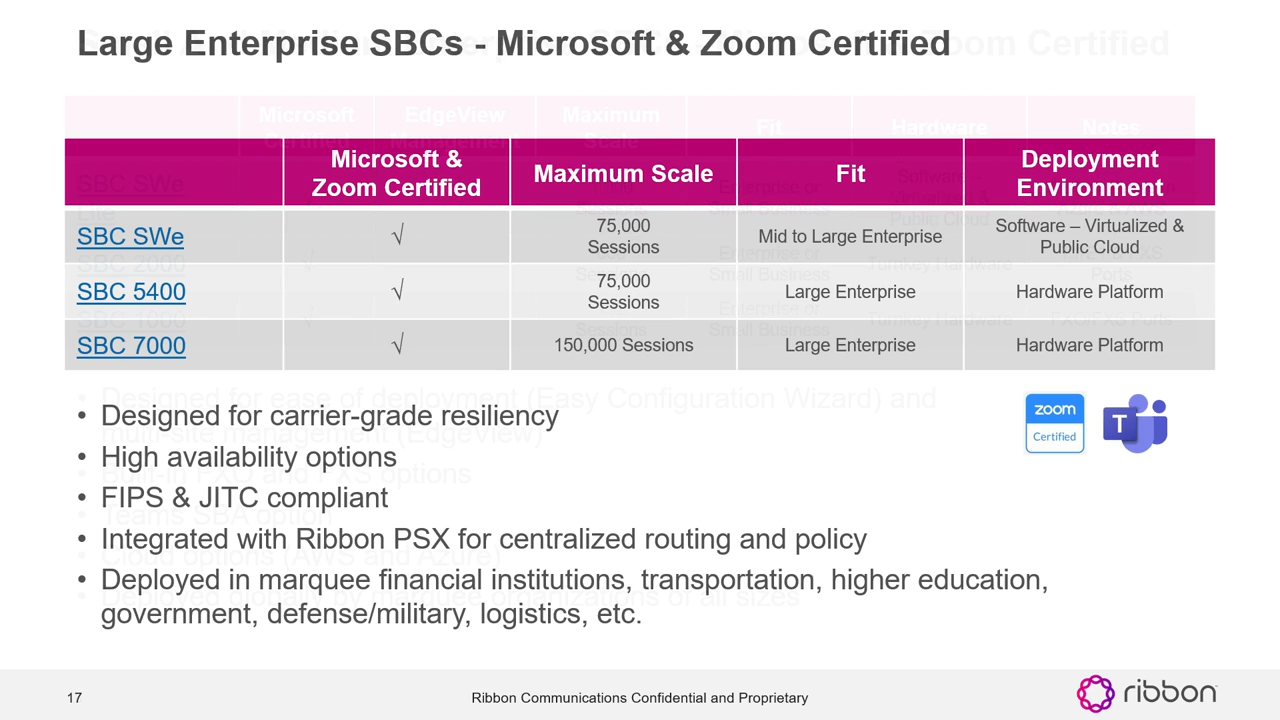 Large Enterprise SBCs - Microsoft & Zoom Certified
Microsoft &
Zoom Certified
Maximum Scale
Fit
Deployment
Environment
SBC SWe
√
75,000
Sessions
Mid to Large Enterprise
Software – Virtualized &
Public Cloud
SBC 5400
√
75,000
Sessions
Large Enterprise
Hardware Platform
SBC 7000
√
150,000 Sessions
Large Enterprise
Hardware Platform
• Designed for carrier-grade resiliency
• High availability options
• FIPS & JITC compliant
• Integrated with Ribbon PSX for centralized routing and policy
• Deployed in marquee financial institutions, transportation, higher education,
government, defense/military, logistics, etc.
zoom
Certified
T
17
Ribbon Communications Confidential and Proprietary
ribbon